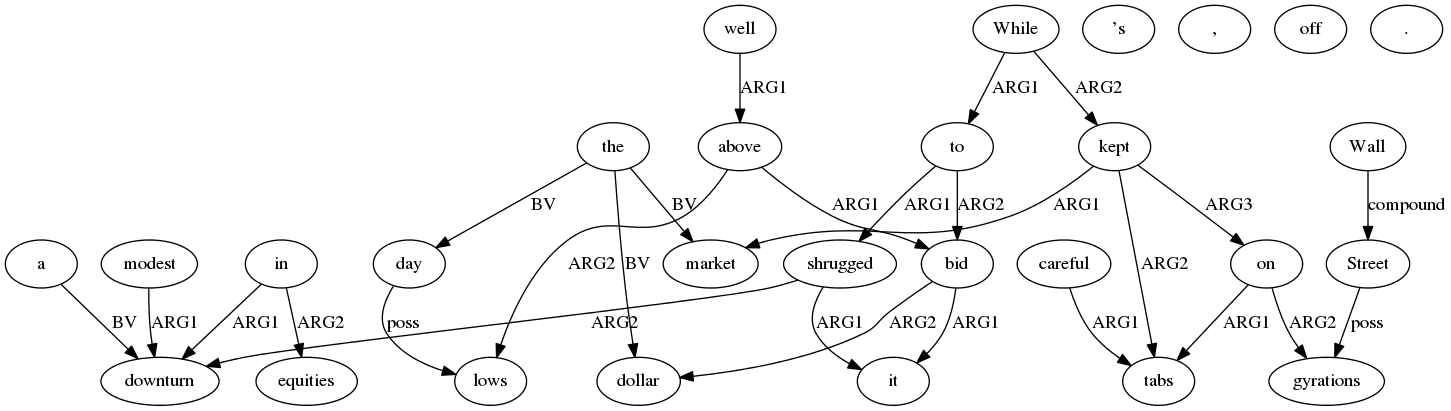 well While 's , off .
ARG1 ARG1 ARG2
the above to kept Wall
BV BV BV ARG2 ARG1 ARG1 ARG2 ARG1 ARG2 ARG3 compound
a modest in day market shrugged bid careful on Street
BV ARG1 ARG1 ARG2 poss ARG2 ARG1 ARG2 ARG1 ARG1 ARG1 ARG2 poss
downturn equities lows dollar it tabs gyrations